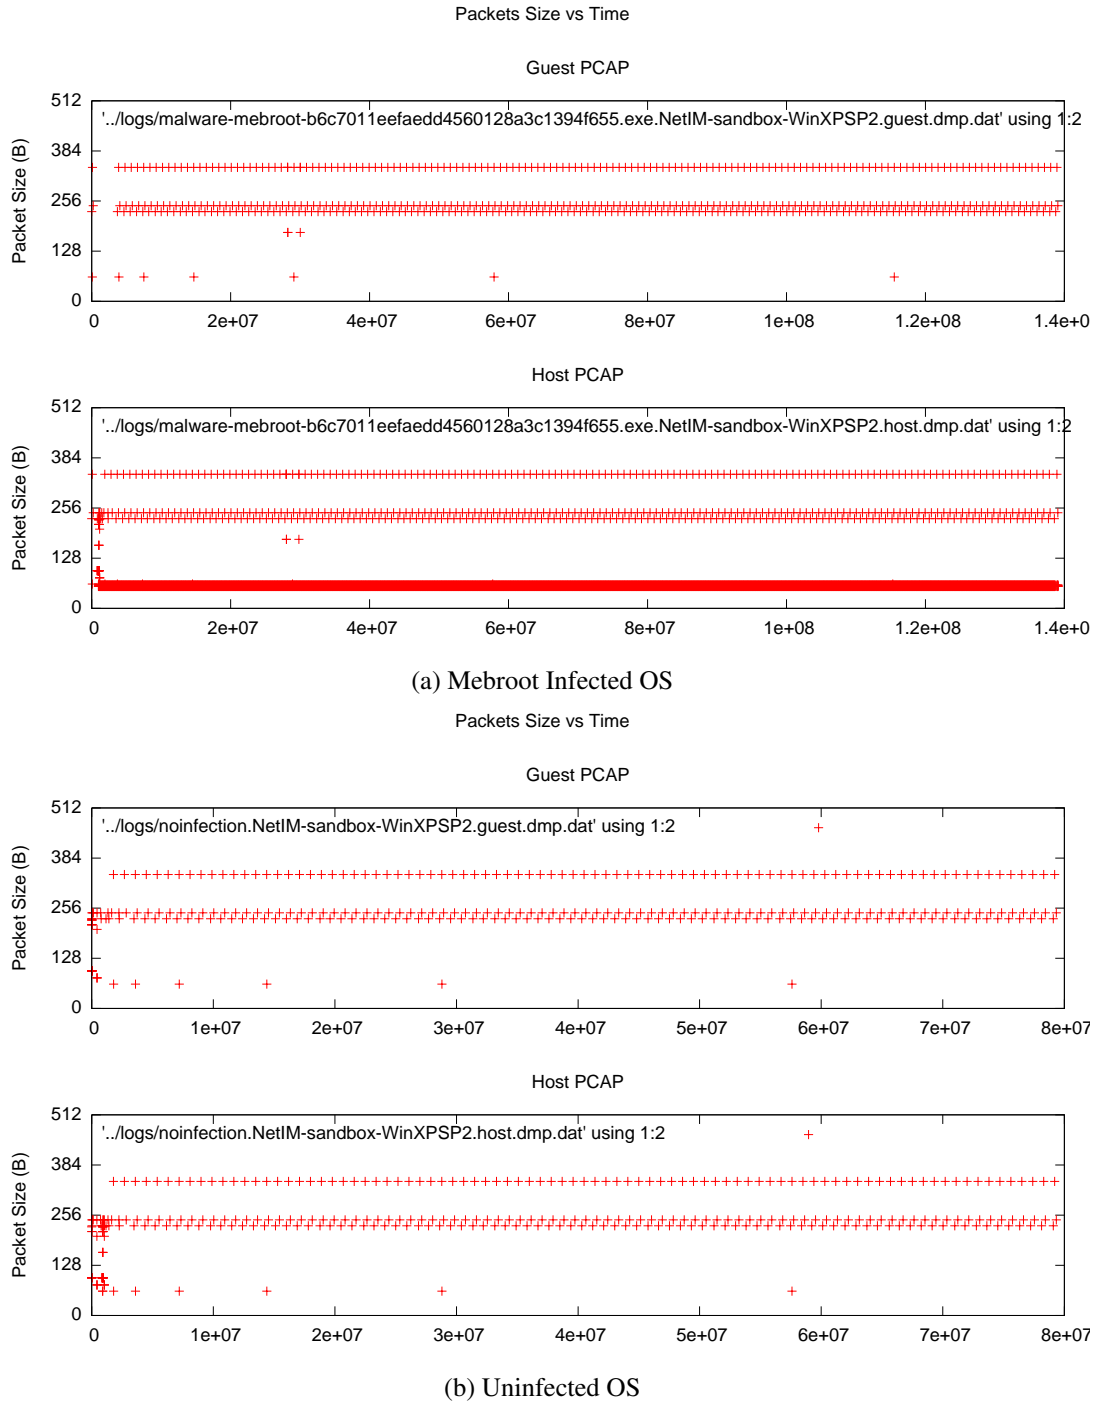 Packets Size vs Time
Guest PCAP
512
'../logs/malware-mebroot-b6c7011eefaedd4560128a3c1394f655.exe.NetIM-sandbox-WinXPSP2.guest.dmp.dat' using 1:2
384
256
128
0
Packet Size (B)
0 2e+07 4e+07 6e+07 8e+07 1e+08 1.2e+08 1.4e+0
Host PCAP
512
'../logs/malware-mebroot-b6c7011eefaedd4560128a3c1394f655.exe.NetIM-sandbox-WinXPSP2.host.dmp.dat' using 1:2
384
256
128
0
Packet Size (B)
0 2e+07 4e+07 6e+07 8e+07 1e+08 1.2e+08 1.4e+0
(a) Mebroot Infected OS
Packets Size vs Time
Guest PCAP
512
'../logs/noinfection.NetIM-sandbox-WinXPSP2.guest.dmp.dat' using 1:2
384
256
128
0
Packet Size (B)
0 1e+07 2e+07 3e+07 4e+07 5e+07 6e+07 7e+07 8e+07
Host PCAP
512
'../logs/noinfection.NetIM-sandbox-WinXPSP2.host.dmp.dat' using 1:2
384
256
128
0
Packet Size (B)
0 1e+07 2e+07 3e+07 4e+07 5e+07 6e+07 7e+07 8e+07
(b) Uninfected OS